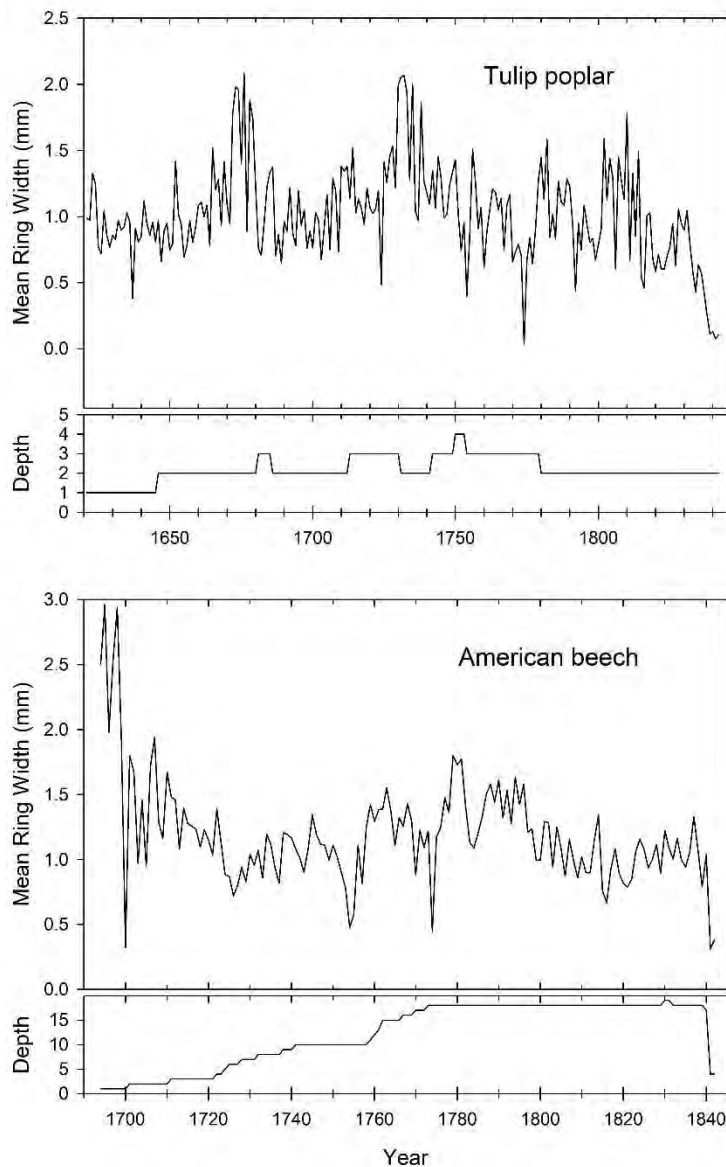 2.5
2.0
Tulip poplar
1.5
1.0
0.5
0.0
Mean Ring Width (mm)
5
4
3
2
1
0
Depth
1650 1700 1750 1800
3.0
2.5
American beech
2.0
1.5
1.0
0.5
0.0
Mean Ring Width (mm)
15
10
5
0
Depth
1700 1720 1740 1760 1780 1800 1820 1840
Year